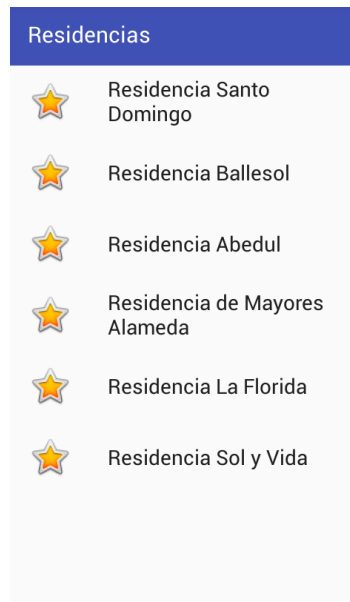 Residencias
Residencia Santo
Domingo
Residencia Ballesol
Residencia Abedul
Residencia de Mayores
Alameda
Residencia La Florida
Residencia Sol y Vida